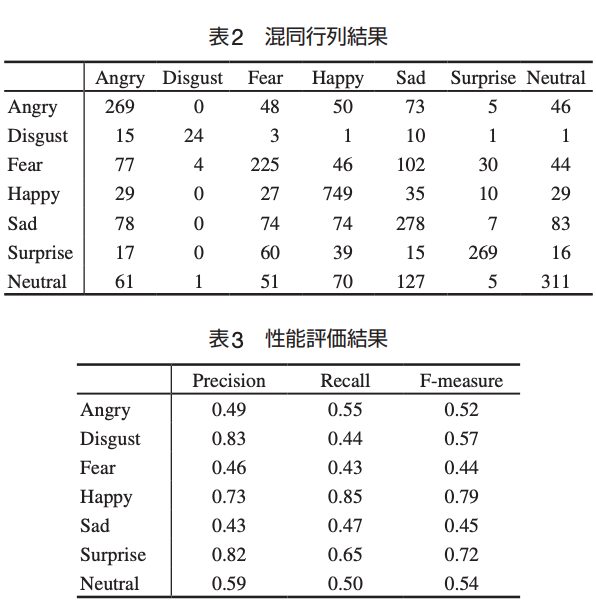 表2 混同行列結果
Angry Disgust Fear Happy Sad Surprise Neutral
Angry 269 0 48 50 73 5 46
Disgust 15 24 3 1 10 1 1
Fear 77 4 225 46 102 30 44
Happy 29 0 27 749 35 10 29
Sad 78 0 74 74 278 7 83
Surprise 17 0 60 39 15 269 16
Neutral 61 1 51 70 127 5 311
表3 性能評価結果
Precision Recall F-measure
Angry 0.49 0.55 0.52
Disgust 0.83 0.44 0.57
Fear 0.46 0.43 0.44
Happy 0.73 0.85 0.79
Sad 0.43 0.47 0.45
Surprise 0.82 0.65 0.72
Neutral 0.59 0.50 0.54